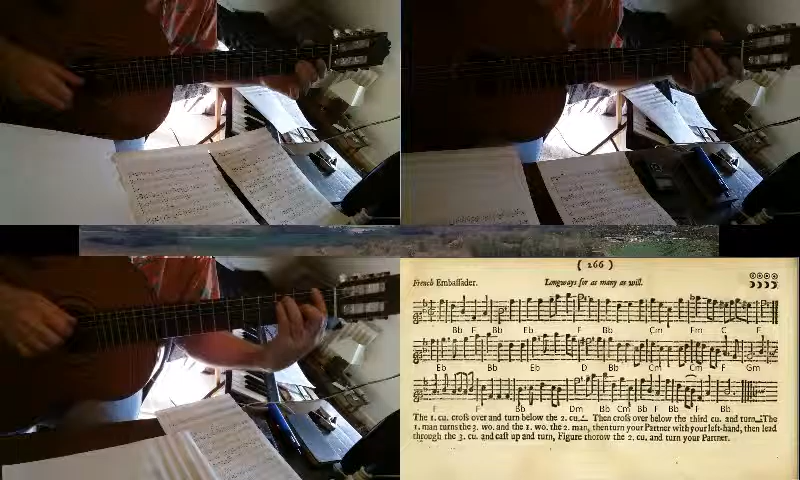 ( 266 )
French Embassador. Longways for as many as will.
Bb F Bb Eb F Bb Cm Fm C F
Eb Bb Eb D Bb Cm Cm F Gm
F F Bb Dm Bb Cm Bb F Bb F Bb
The 1. cu. cross over and turn below the 2. cu. Then cross over below the third cu. and turn. The
1. man turns the 3. wo. and the 1. wo. the 2. man, then turn your Partner with your left-hand, then lead
through the 3. cu. and cast up and turn, Figure thorow the 2. cu. and turn your Partner.